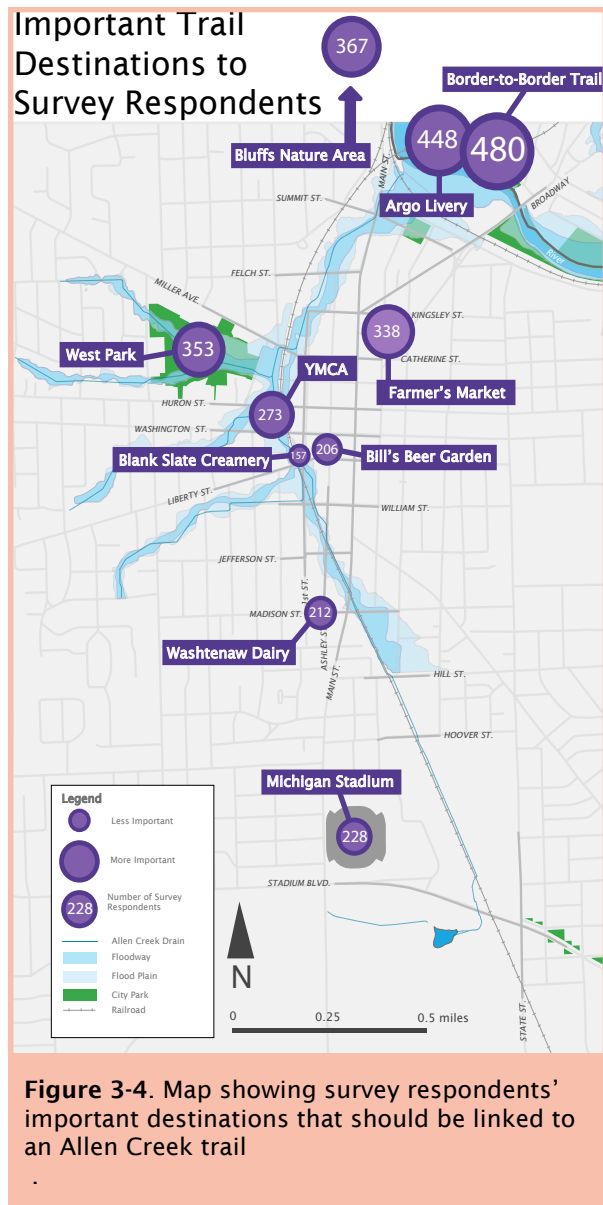 Important Trail
Destinations to
Survey Respondents
367
Border-to-Border Trail
448
480
Bluffs Nature Area
MAIN ST.
Argo Livery
BROADWAY
SUMMIT ST.
River
FELCH ST.
MILLER AVE.
KINGSLEY ST.
338
353
West Park
CATHERINE ST.
YMCA
Farmer's Market
HURON ST.
273
WASHINGTON ST.
206
Blank Slate Creamery
157
Bill's Beer Garden
LIBERTY ST.
WILLIAM ST.
JEFFERSON ST.
1st ST.
MADISON ST.
212
Washtenaw Dairy
ASHLEY ST.
MAIN ST.
HILL ST.
HOOVER ST.
Michigan Stadium
228
STADIUM BLVD.
STATE ST.
Legend
Less Important
More Important
228
Number of Survey
Respondents
Allen Creek Drain
Floodway
Flood Plain
City Park
Railroad
N
0 0.25 0.5 miles
Figure 3-4. Map showing survey respondents'
important destinations that should be linked to
an Allen Creek trail
.